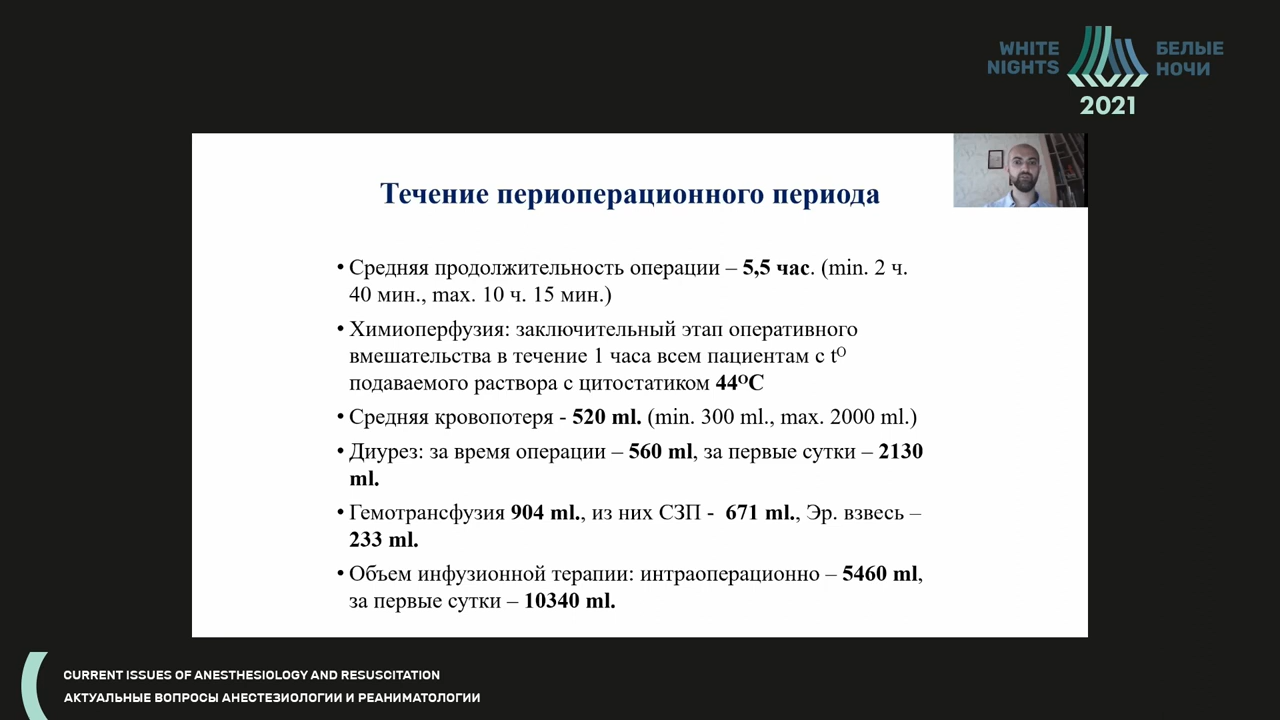 WHITE NIGHTS
БЕЛЫЕ НОЧИ
2021
Течение периоперационного периода
• Средняя продолжительность операции – 5,5 час. (min. 2 ч.
40 мин., max. 10 ч. 15 мин.)
• Химиоперфузия: заключительный этап оперативного
вмешательства в течение 1 часа всем пациентам с tᴼ
подаваемого раствора с цитостатиком 44ᴼС
• Средняя кровопотеря - 520 ml. (min. 300 ml., max. 2000 ml.)
• Диурез: за время операции – 560 ml, за первые сутки – 2130
ml.
• Гемотрансфузия 904 ml., из них СЗП - 671 ml., Эр. взвесь –
233 ml.
• Объем инфузионной терапии: интраоперационно – 5460 ml,
за первые сутки – 10340 ml.
CURRENT ISSUES OF ANESTHESIOLOGY AND RESUSCITATION
АКТУАЛЬНЫЕ ВОПРОСЫ АНЕСТЕЗИОЛОГИИ И РЕАНИМАТОЛОГИИ